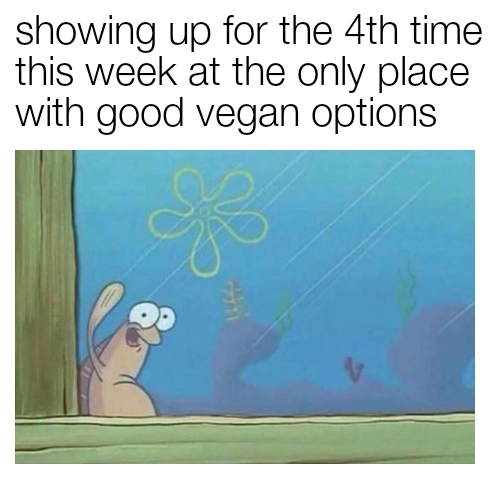 showing up for the 4th time
this week at the only place
with good vegan options